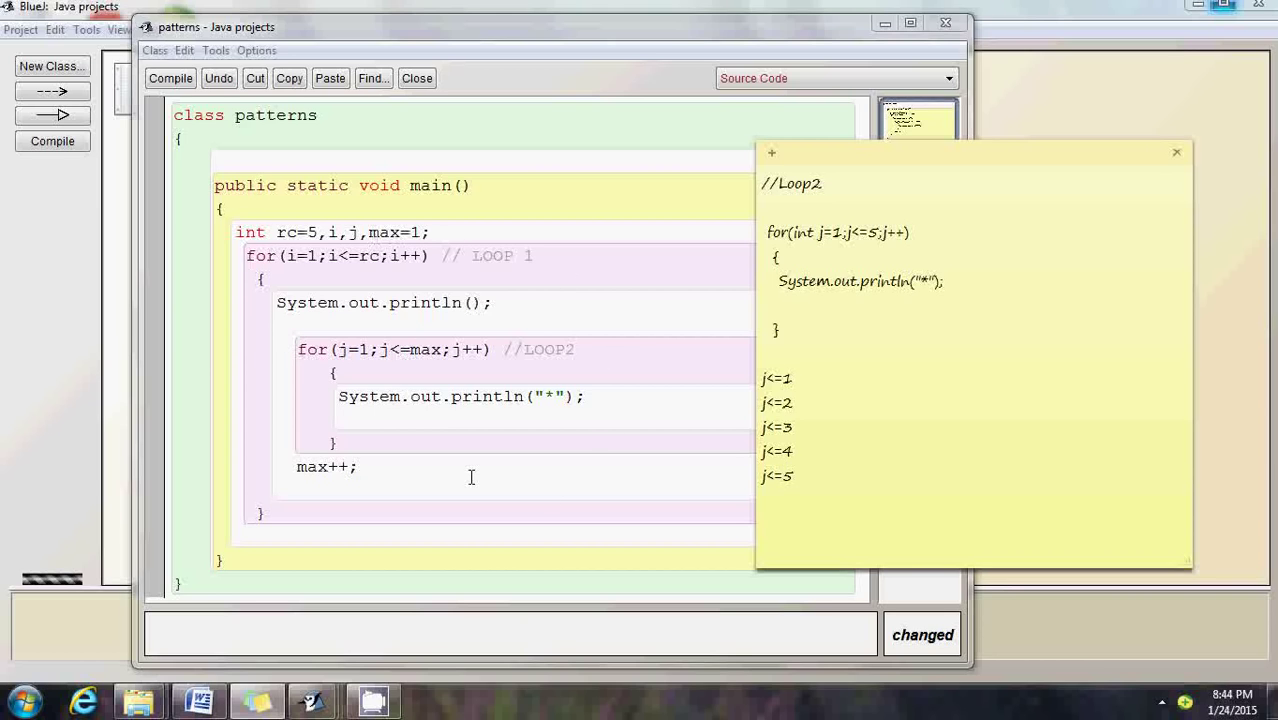 BlueJ: Java projects
Project Edit Tools View
New Class...
Compile
patterns - Java projects
Class Edit Tools Options
Compile Undo Cut Copy Paste Find... Close
Source Code
class patterns
{
public static void main()
{
int rc=5,i,j,max=1;
for(i=1;i<=rc;i++) // LOOP 1
{
System.out.println();
for(j=1;j<=max;j++) //LOOP2
{
System.out.println("*");
}
max++;
}
}
}
changed
+ ×
//Loop2
for(int j=1;j<=5;j++)
{
System.out.println("*");
}
j<=1
j<=2
j<=3
j<=4
j<=5
8:44 PM
1/24/2015